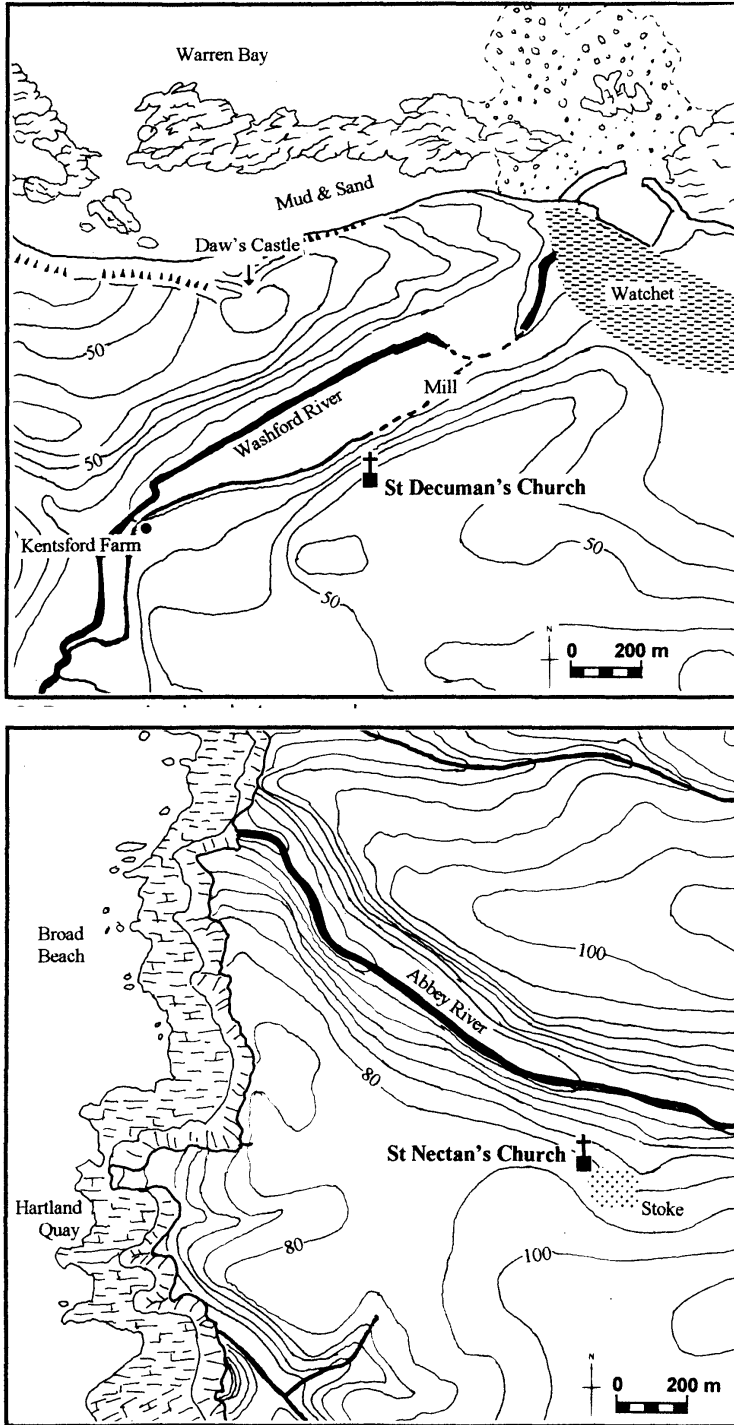 Warren Bay
Mud & Sand
Daw's Castle
Watchet
50
Mill
Washford River
50
St Decuman's Church
Kentsford Farm
50
50
N
0 200 m
Broad
Beach
100
Abbey River
80
St Nectan's Church
Hartland
Quay
Stoke
80
100
N
0 200 m